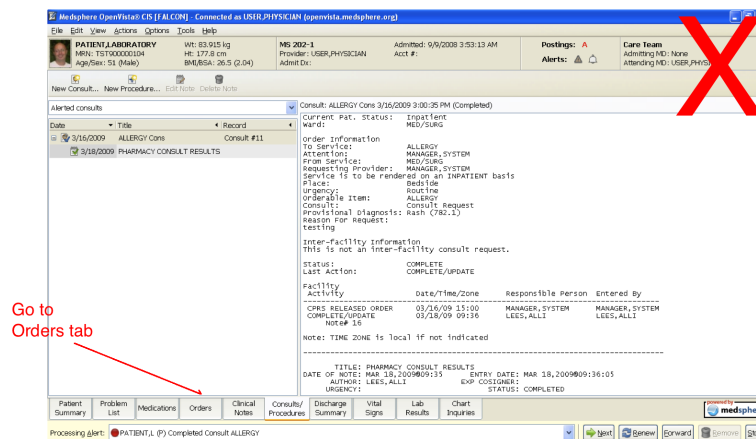 Medsphere OpenVista® CIS [FALCON] - Connected as USER,PHYSICIAN (openvista.medsphere.org)
File Edit View Actions Options Tools Help
PATIENT,LABORATORY Wt: 83.915 kg MS 202-1 Admitted: 9/9/2008 3:53:13 AM Postings: A Care Team
MRN: TST900000104 Ht: 177.8 cm Provider: USER,PHYSICIAN Acct #: Admitting MD: None
Age/Sex: 51 (Male) BMI/BSA: 26.5 (2.04) Admit Dx: Alerts: Attending MD: USER,PHYSI
X
New Consult... New Procedure... Edit Note Delete Note
Alerted consults Consult: ALLERGY Cons 3/16/2009 3:00:35 PM (Completed)
Date Title Record
3/16/2009 ALLERGY Cons Consult #11
3/18/2009 PHARMACY CONSULT RESULTS
Current Pat. Status: Inpatient
Ward: MED/SURG
Order Information
To Service: ALLERGY
Attention: MANAGER,SYSTEM
From Service: MED/SURG
Requesting Provider: MANAGER,SYSTEM
Service is to be rendered on an INPATIENT basis
Place: Bedside
Urgency: Routine
Orderable Item: ALLERGY
Consult: Consult Request
Provisional Diagnosis: Rash (782.1)
Reason For Request:
testing
Inter-facility Information
This is not an inter-facility consult request.
Status: COMPLETE
Last Action: COMPLETE/UPDATE
Facility
Activity Date/Time/Zone Responsible Person Entered By
CPRS RELEASED ORDER 03/16/09 15:00 MANAGER,SYSTEM MANAGER,SYSTEM
COMPLETE/UPDATE 03/18/09 09:36 LEES,ALLI LEES,ALLI
Note# 16
Note: TIME ZONE is local if not indicated
TITLE: PHARMACY CONSULT RESULTS
DATE OF NOTE: MAR 18,2009@09:35 ENTRY DATE: MAR 18,2009@09:36:05
AUTHOR: LEES,ALLI EXP COSIGNER:
URGENCY: STATUS: COMPLETED
Go to
Orders tab
Patient Summary Problem List Medications Orders Clinical Notes Consults/ Procedures Discharge Summary Vital Signs Lab Results Chart Inquiries
powered by medsphe
Processing Alert: PATIENT,L (P) Completed Consult ALLERGY Next Renew Forward Remove St